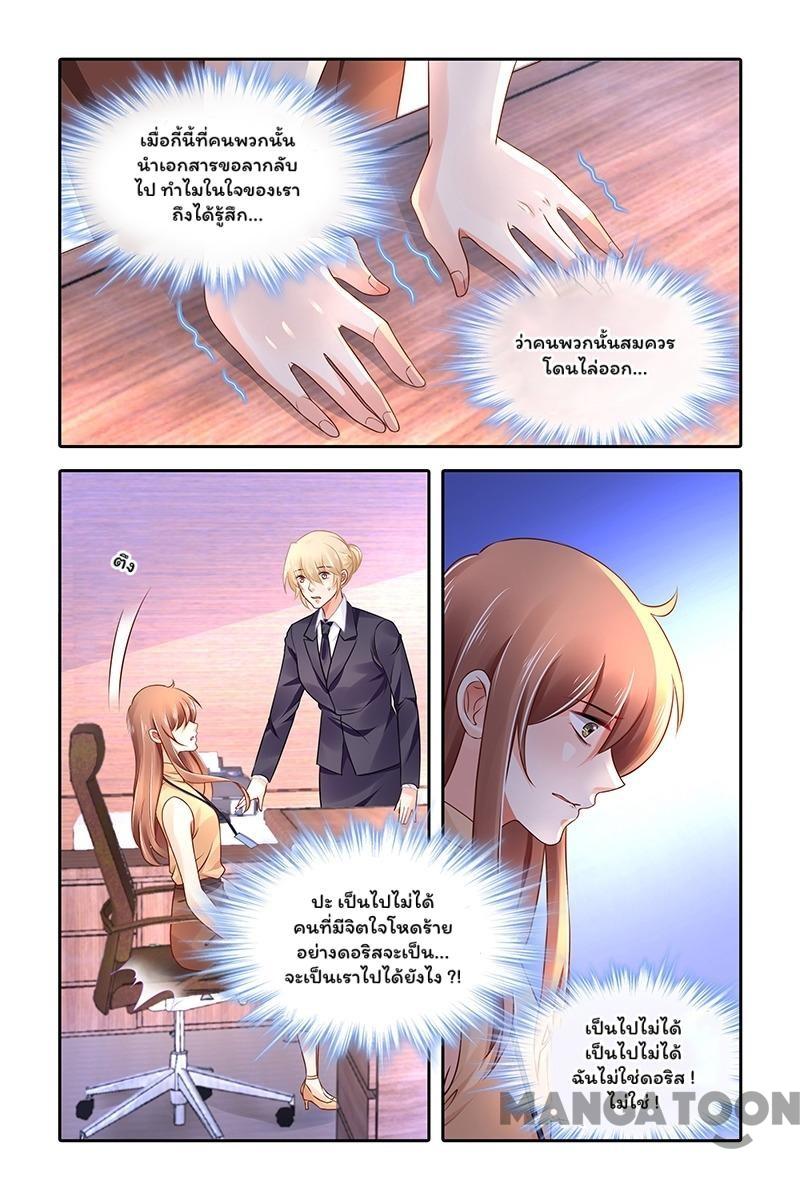 เมื่อกี้นี้ที่คนพวกนั้น
นำเอกสารขอลากลับ
ไป ทำไมในใจของเรา
ถึงได้รู้สึก...
ว่าคนพวกนั้นสมควร
โดนไล่ออก...
ตึง
ปะ เป็นไปไม่ได้
คนที่มีจิตใจโหดร้าย
อย่างดอริสจะเป็น...
จะเป็นเราไปได้ยังไง ?!
เป็นไปไม่ได้
เป็นไปไม่ได้
ฉันไม่ใช่ดอริส !
ไม่ใช่ !
MANGA TOON